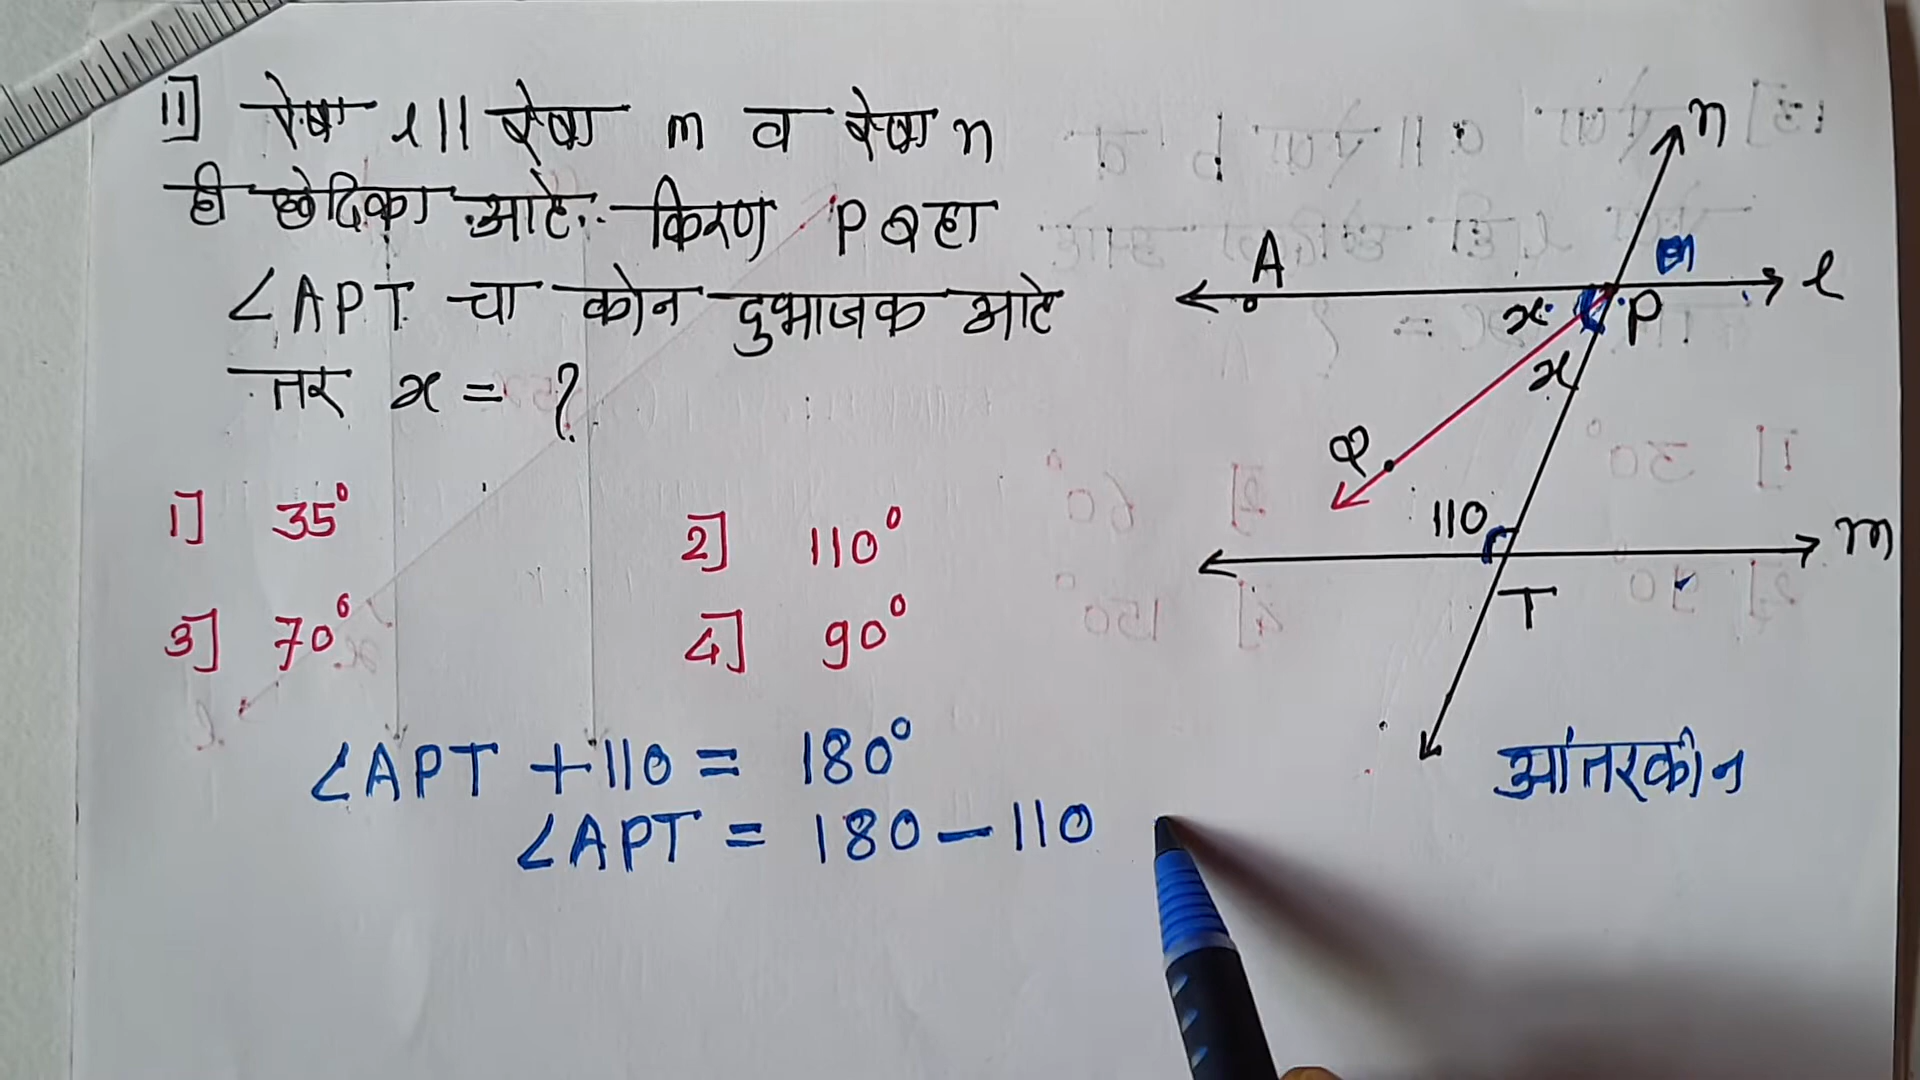 11] रेषा l || रेषा m व रेषा n
ही छेदिका आहे. किरण PQ हा
∠APT चा कोन दुभाजक आहे
तर x = ?
1] 35°
2] 110°
3] 70°
4] 90°
∠APT + 110 = 180°
∠APT = 180 - 110
n
A
l
x
P
x
Q
110
m
T
आंतरकोन